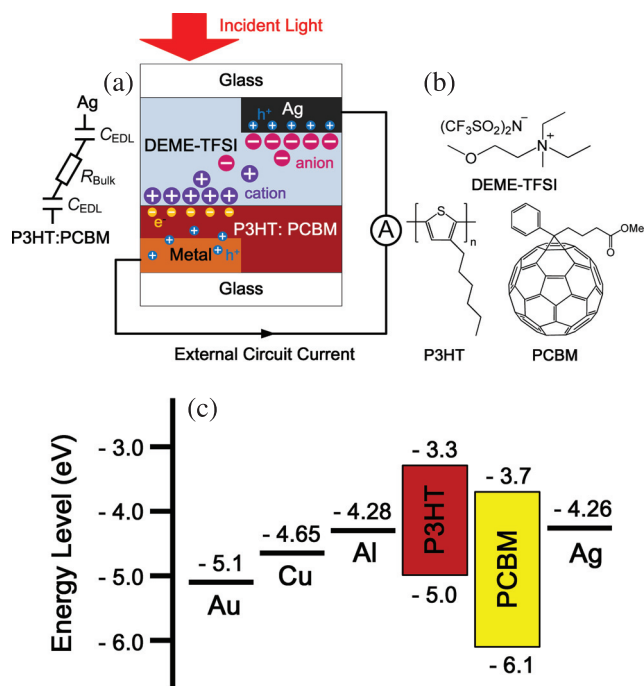 Incident Light
(a)
Glass
Ag
h⁺
Ag
C_EDL
R_Bulk
C_EDL
P3HT:PCBM
DEME-TFSI
anion
cation
e
P3HT: PCBM
Metal
h⁺
Glass
A
External Circuit Current
(b)
(CF₃SO₂)₂N⁻
N⁺
O
DEME-TFSI
S
n
P3HT
OMe
O
PCBM
(c)
Energy Level (eV)
- 3.0
- 4.0
- 5.0
- 6.0
- 5.1
Au
- 4.65
Cu
- 4.28
Al
- 3.3
P3HT
- 5.0
- 3.7
PCBM
- 6.1
- 4.26
Ag